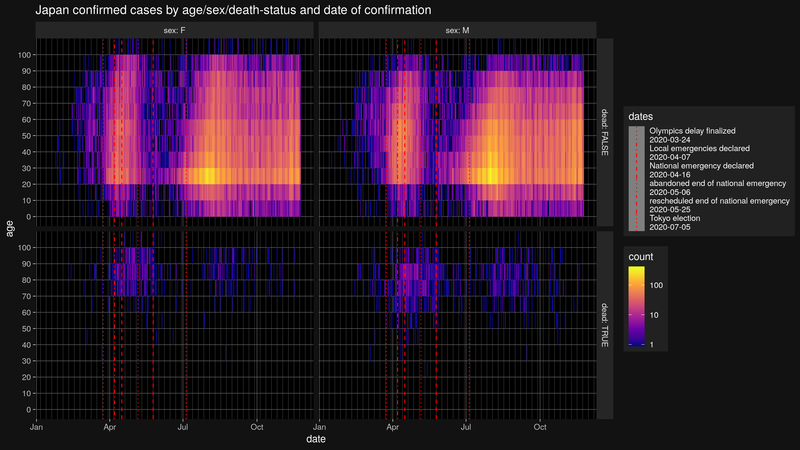 Japan confirmed cases by age/sex/death-status and date of confirmation
sex: F
sex: M
100
90
80
70
60
50
40
30
20
10
0
dead: FALSE
age
100
90
80
70
60
50
40
30
20
10
0
dead: TRUE
Jan
Apr
Jul
Oct
Jan
Apr
Jul
Oct
date
dates
Olympics delay finalized
2020-03-24
Local emergencies declared
2020-04-07
National emergency declared
2020-04-16
abandoned end of national emergency
2020-05-06
rescheduled end of national emergency
2020-05-25
Tokyo election
2020-07-05
count
100
10
1